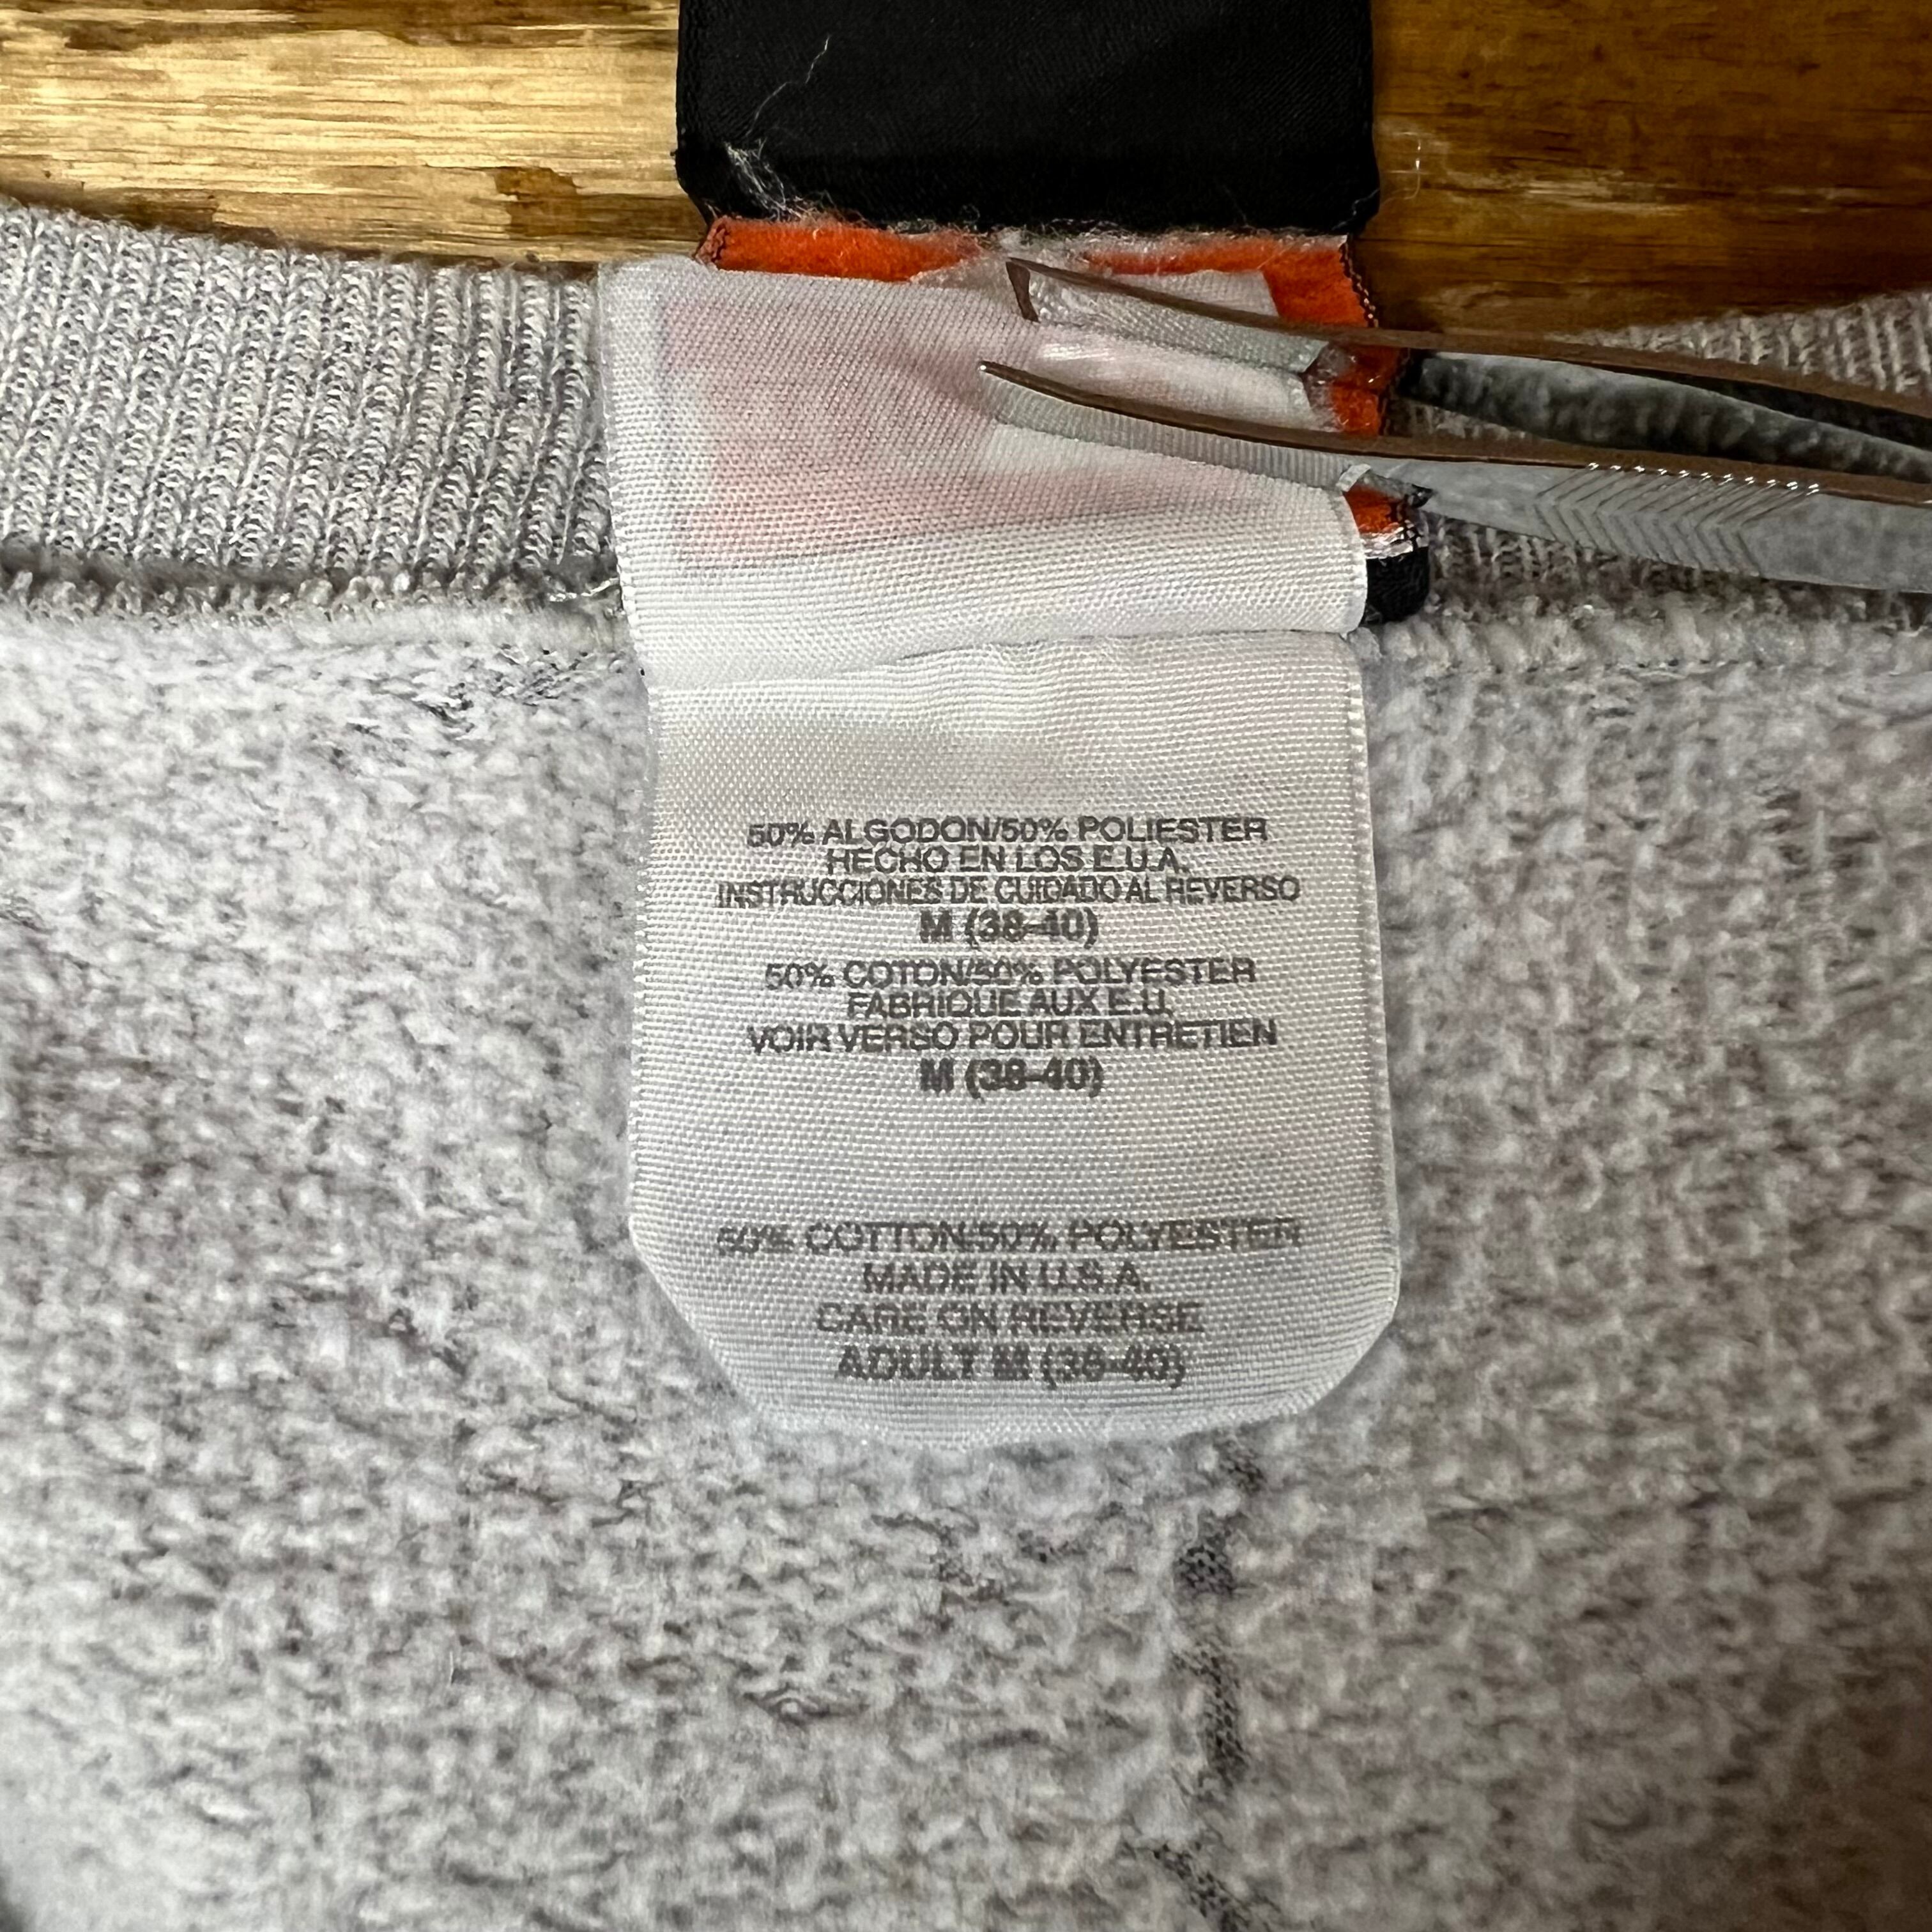 50% ALGODON/50% POLIESTER
HECHO EN LOS E.U.A.
INSTRUCCIONES DE CUIDADO AL REVERSO
M (38-40)
50% COTON/50% POLYESTER
FABRIQUE AUX E.U.
VOIR VERSO POUR ENTRETIEN
M (38-40)
50% COTTON/50% POLYESTER
MADE IN U.S.A.
CARE ON REVERSE
ADULT M (38-40)